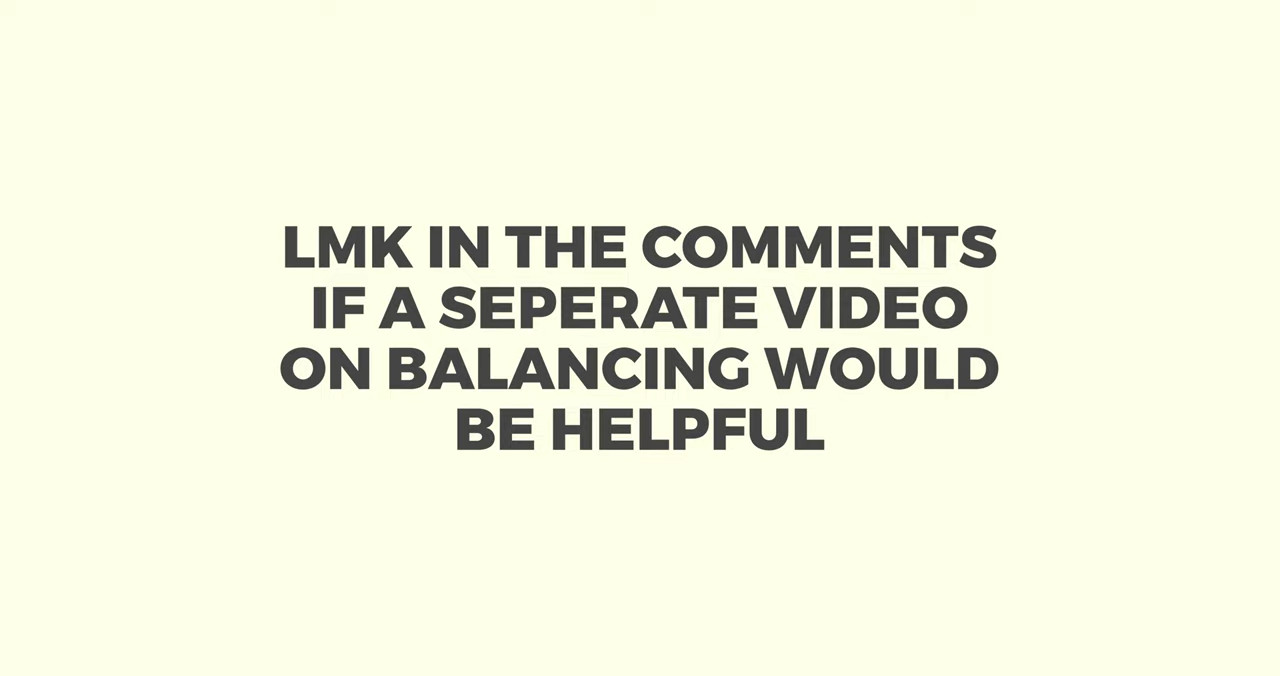 LMK IN THE COMMENTS
IF A SEPERATE VIDEO
ON BALANCING WOULD
BE HELPFUL